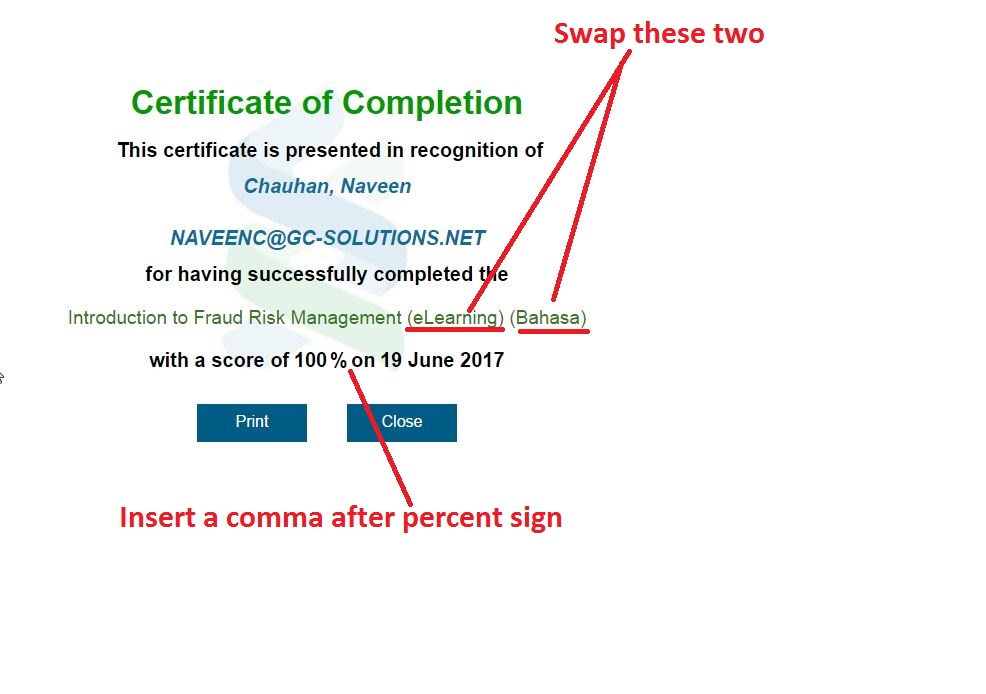 Swap these two
Certificate of Completion
This certificate is presented in recognition of
Chauhan, Naveen
NAVEENC@GC-SOLUTIONS.NET
for having successfully completed the
Introduction to Fraud Risk Management (eLearning) (Bahasa)
with a score of 100 % on 19 June 2017
Print Close
Insert a comma after percent sign